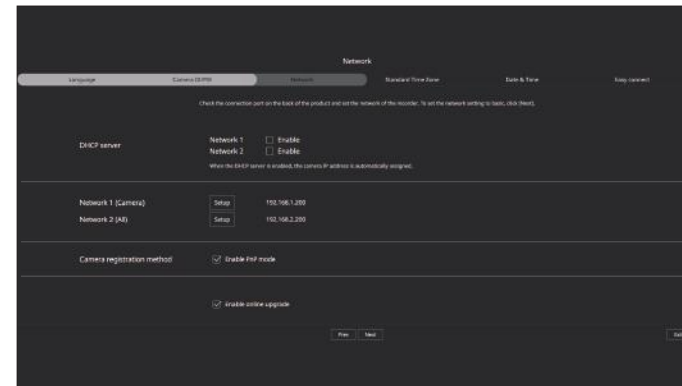 Network
Language Camera ID/PW Network Standard Time Zone Date & Time Easy connect
Check the connection port on the back of the product and set the network of the recorder. To set the network setting to basic, click [Next].
DHCP server
Network 1 Enable
Network 2 Enable
When the DHCP server is enabled, the camera IP address is automatically assigned.
Network 1 (Camera) Setup 192.168.1.200
Network 2 (All) Setup 192.168.2.200
Camera registration method Enable PnP mode
Enable online upgrade
Prev Next